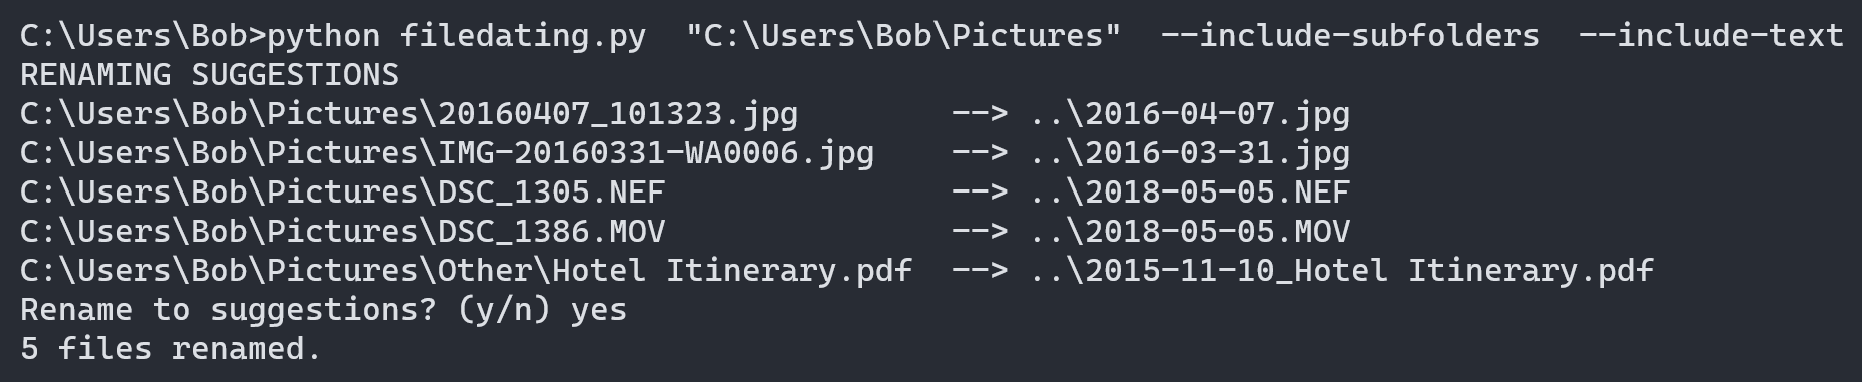 C:\Users\Bob>python filedating.py  "C:\Users\Bob\Pictures"  --include-subfolders  --include-text
RENAMING SUGGESTIONS
C:\Users\Bob\Pictures\20160407_101323.jpg        --> ..\2016-04-07.jpg
C:\Users\Bob\Pictures\IMG-20160331-WA0006.jpg    --> ..\2016-03-31.jpg
C:\Users\Bob\Pictures\DSC_1305.NEF               --> ..\2018-05-05.NEF
C:\Users\Bob\Pictures\DSC_1386.MOV               --> ..\2018-05-05.MOV
C:\Users\Bob\Pictures\Other\Hotel Itinerary.pdf  --> ..\2015-11-10_Hotel Itinerary.pdf
Rename to suggestions? (y/n) yes
5 files renamed.